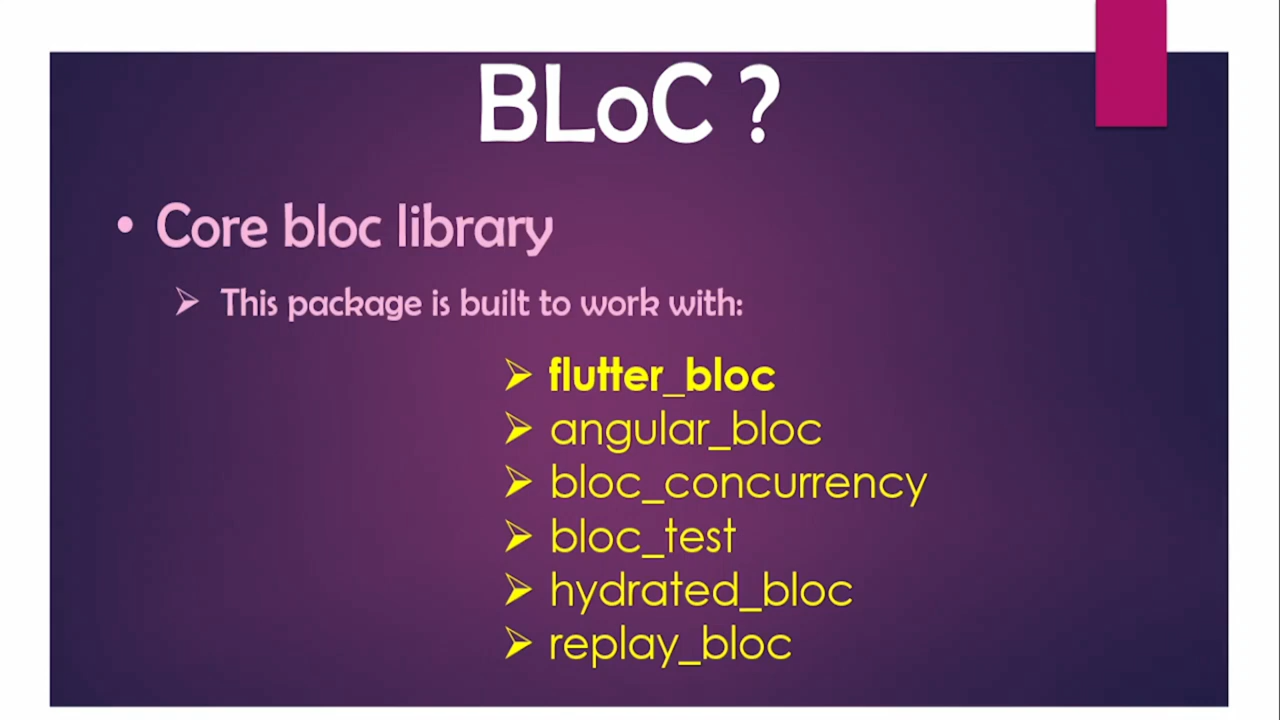 BLoC ?
• Core bloc library
➢ This package is built to work with:
➢ flutter_bloc
➢ angular_bloc
➢ bloc_concurrency
➢ bloc_test
➢ hydrated_bloc
➢ replay_bloc